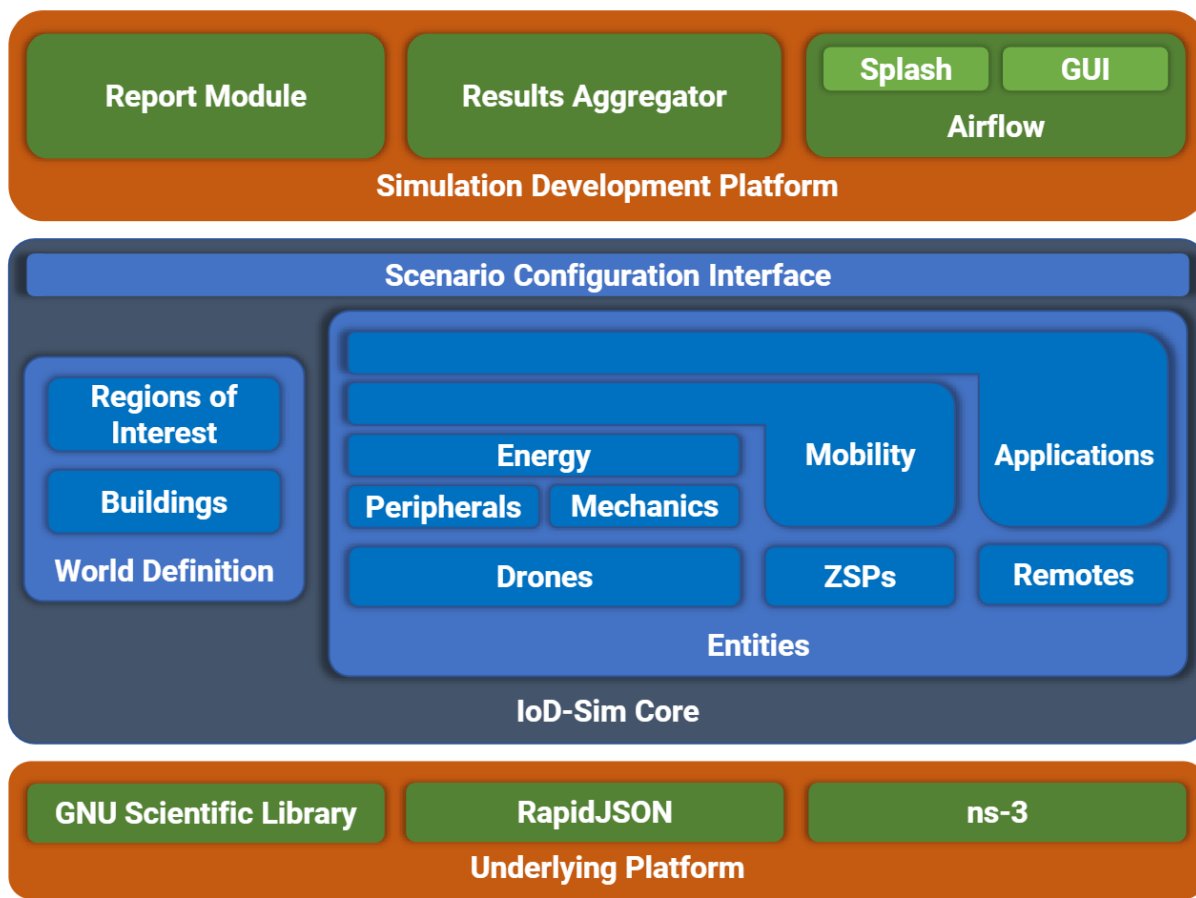 Report Module
Results Aggregator
Splash
GUI
Airflow
Simulation Development Platform
Scenario Configuration Interface
Regions of
Interest
Buildings
World Definition
Energy
Mobility
Applications
Peripherals
Mechanics
Drones
ZSPs
Remotes
Entities
IoD-Sim Core
GNU Scientific Library
RapidJSON
ns-3
Underlying Platform